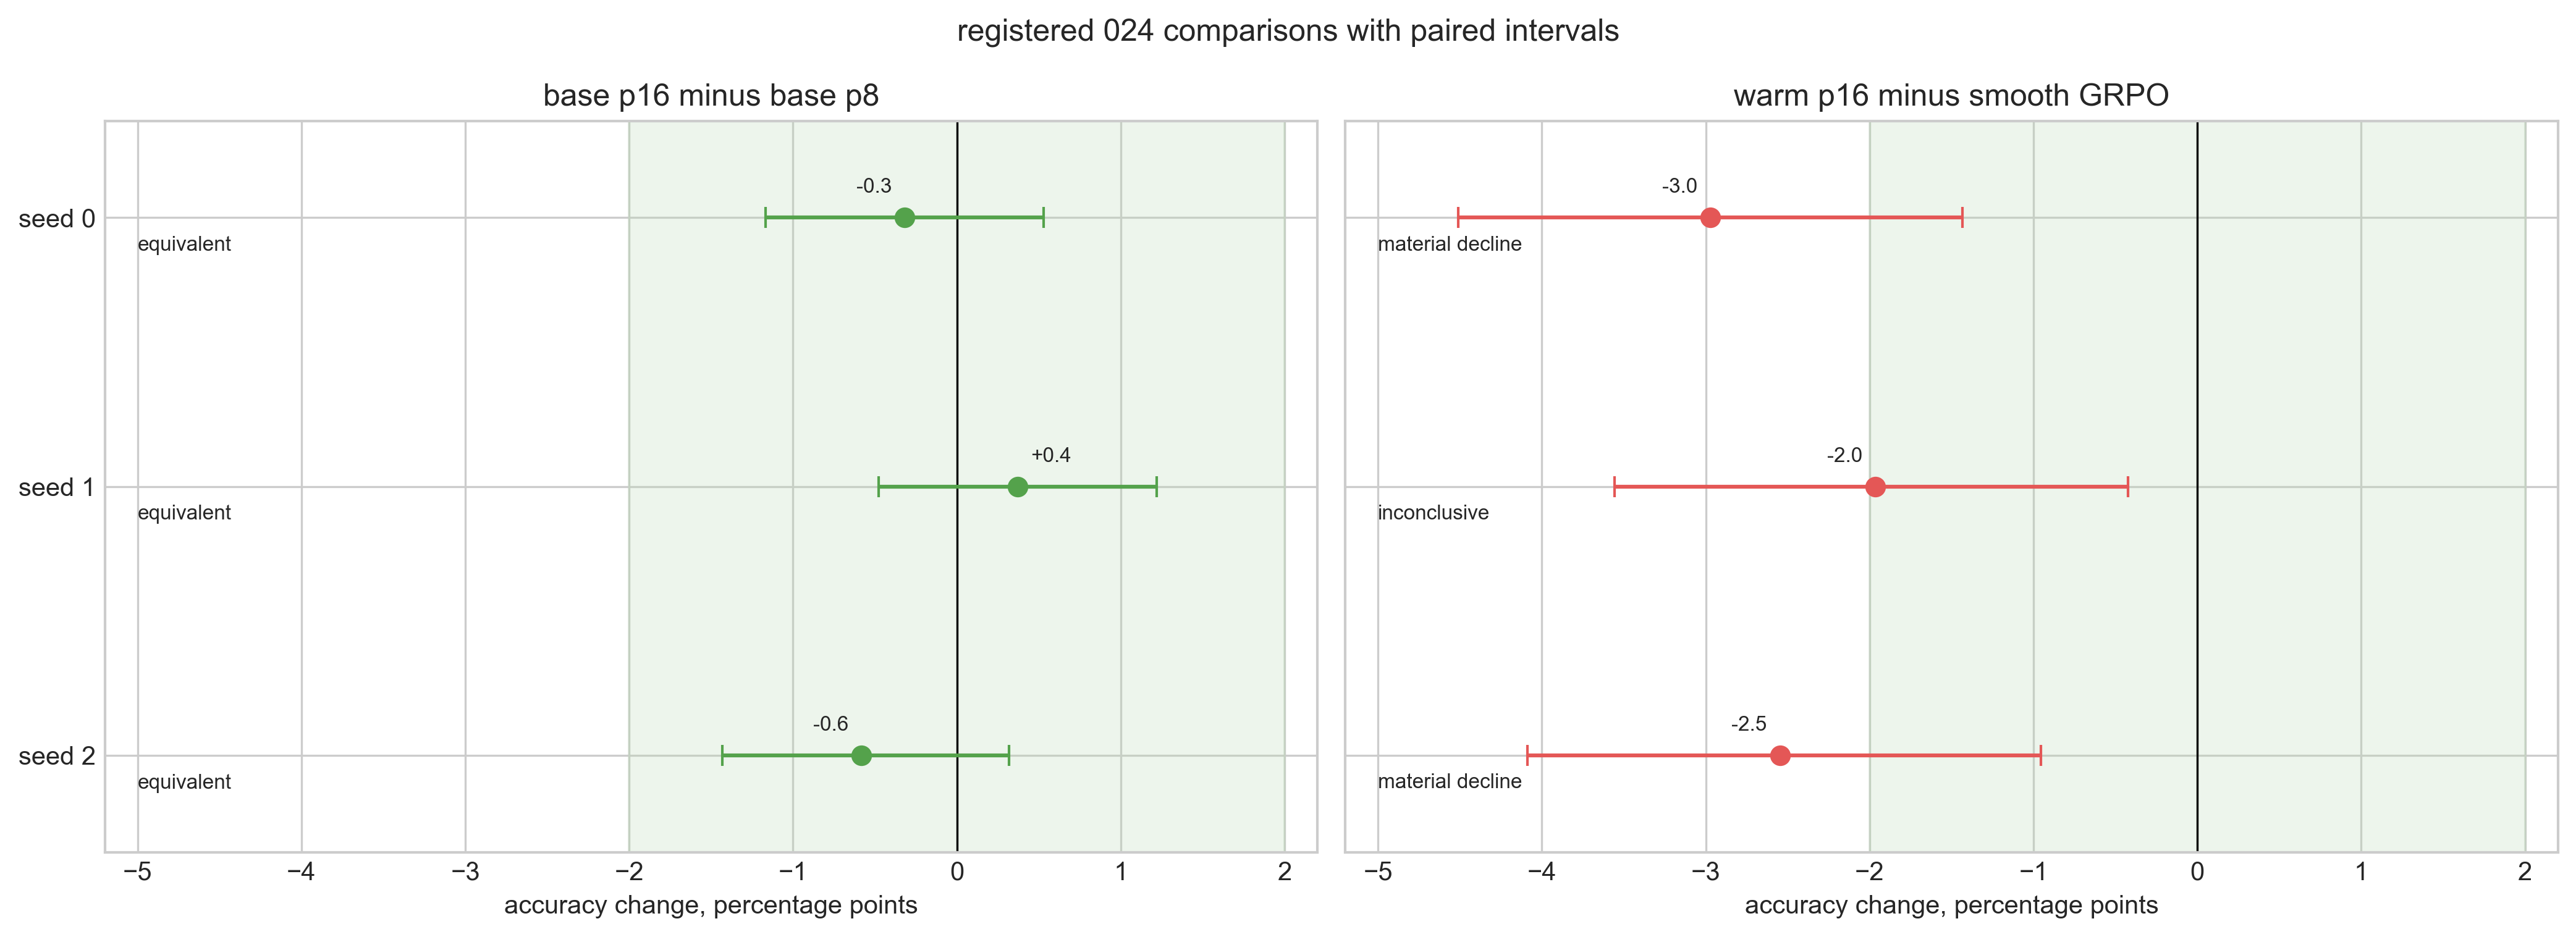 registered 024 comparisons with paired intervals
base p16 minus base p8
seed 0
-0.3
equivalent
seed 1
+0.4
equivalent
seed 2
-0.6
equivalent
−5 −4 −3 −2 −1 0 1 2
accuracy change, percentage points
warm p16 minus smooth GRPO
-3.0
material decline
-2.0
inconclusive
-2.5
material decline
−5 −4 −3 −2 −1 0 1 2
accuracy change, percentage points